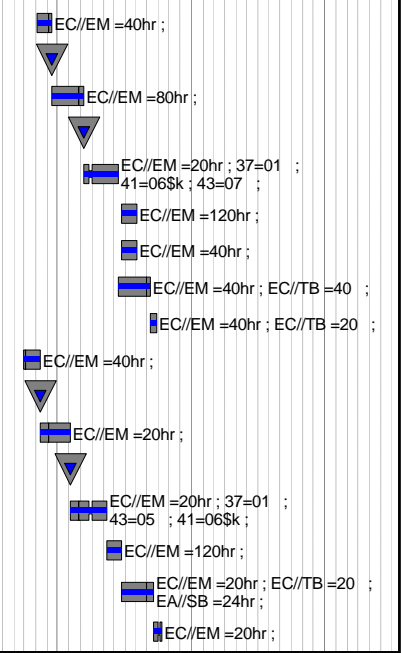 EC//EM =40hr ;
EC//EM =80hr ;
EC//EM =20hr ; 37=01   ;
41=06$k ; 43=07   ;
EC//EM =120hr ;
EC//EM =40hr ;
EC//EM =40hr ; EC//TB =40   ;
EC//EM =40hr ; EC//TB =20   ;
EC//EM =40hr ;
EC//EM =20hr ;
EC//EM =20hr ; 37=01   ;
43=05   ; 41=06$k ;
EC//EM =120hr ;
EC//EM =20hr ; EC//TB =20   ;
EA//SB =24hr ;
EC//EM =20hr ;